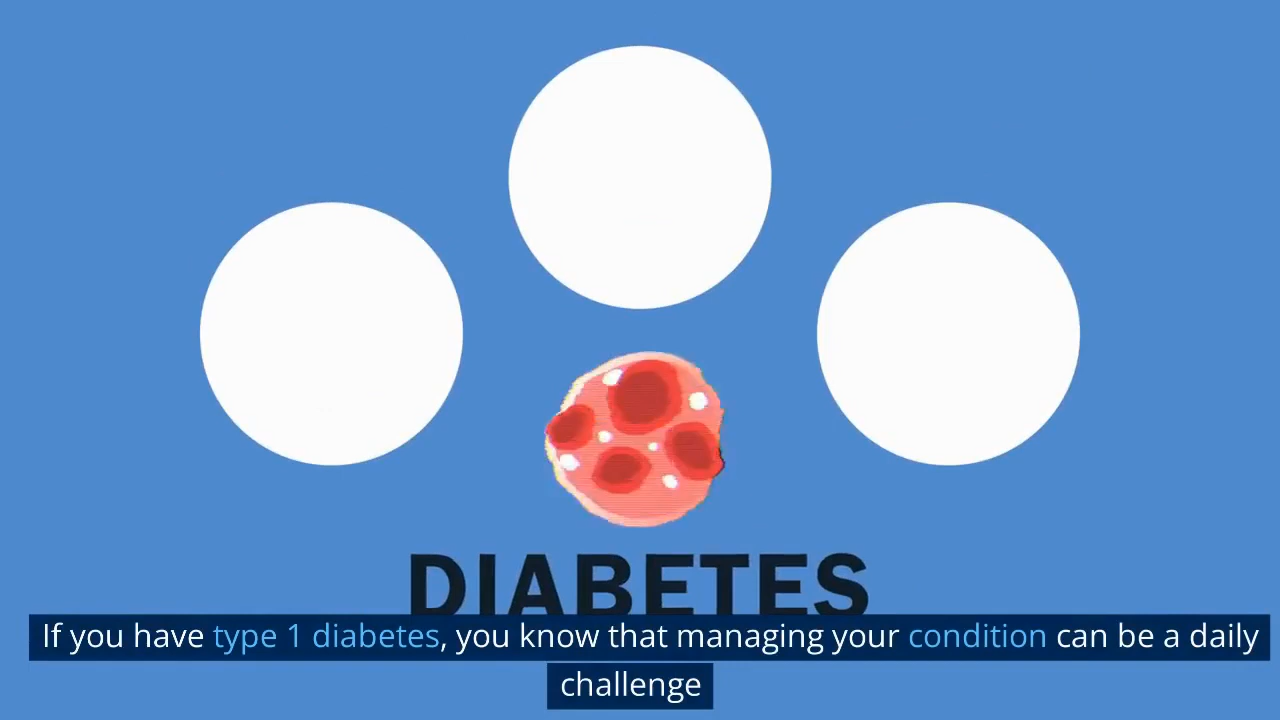 DIABETES
If you have type 1 diabetes, you know that managing your condition can be a daily
challenge